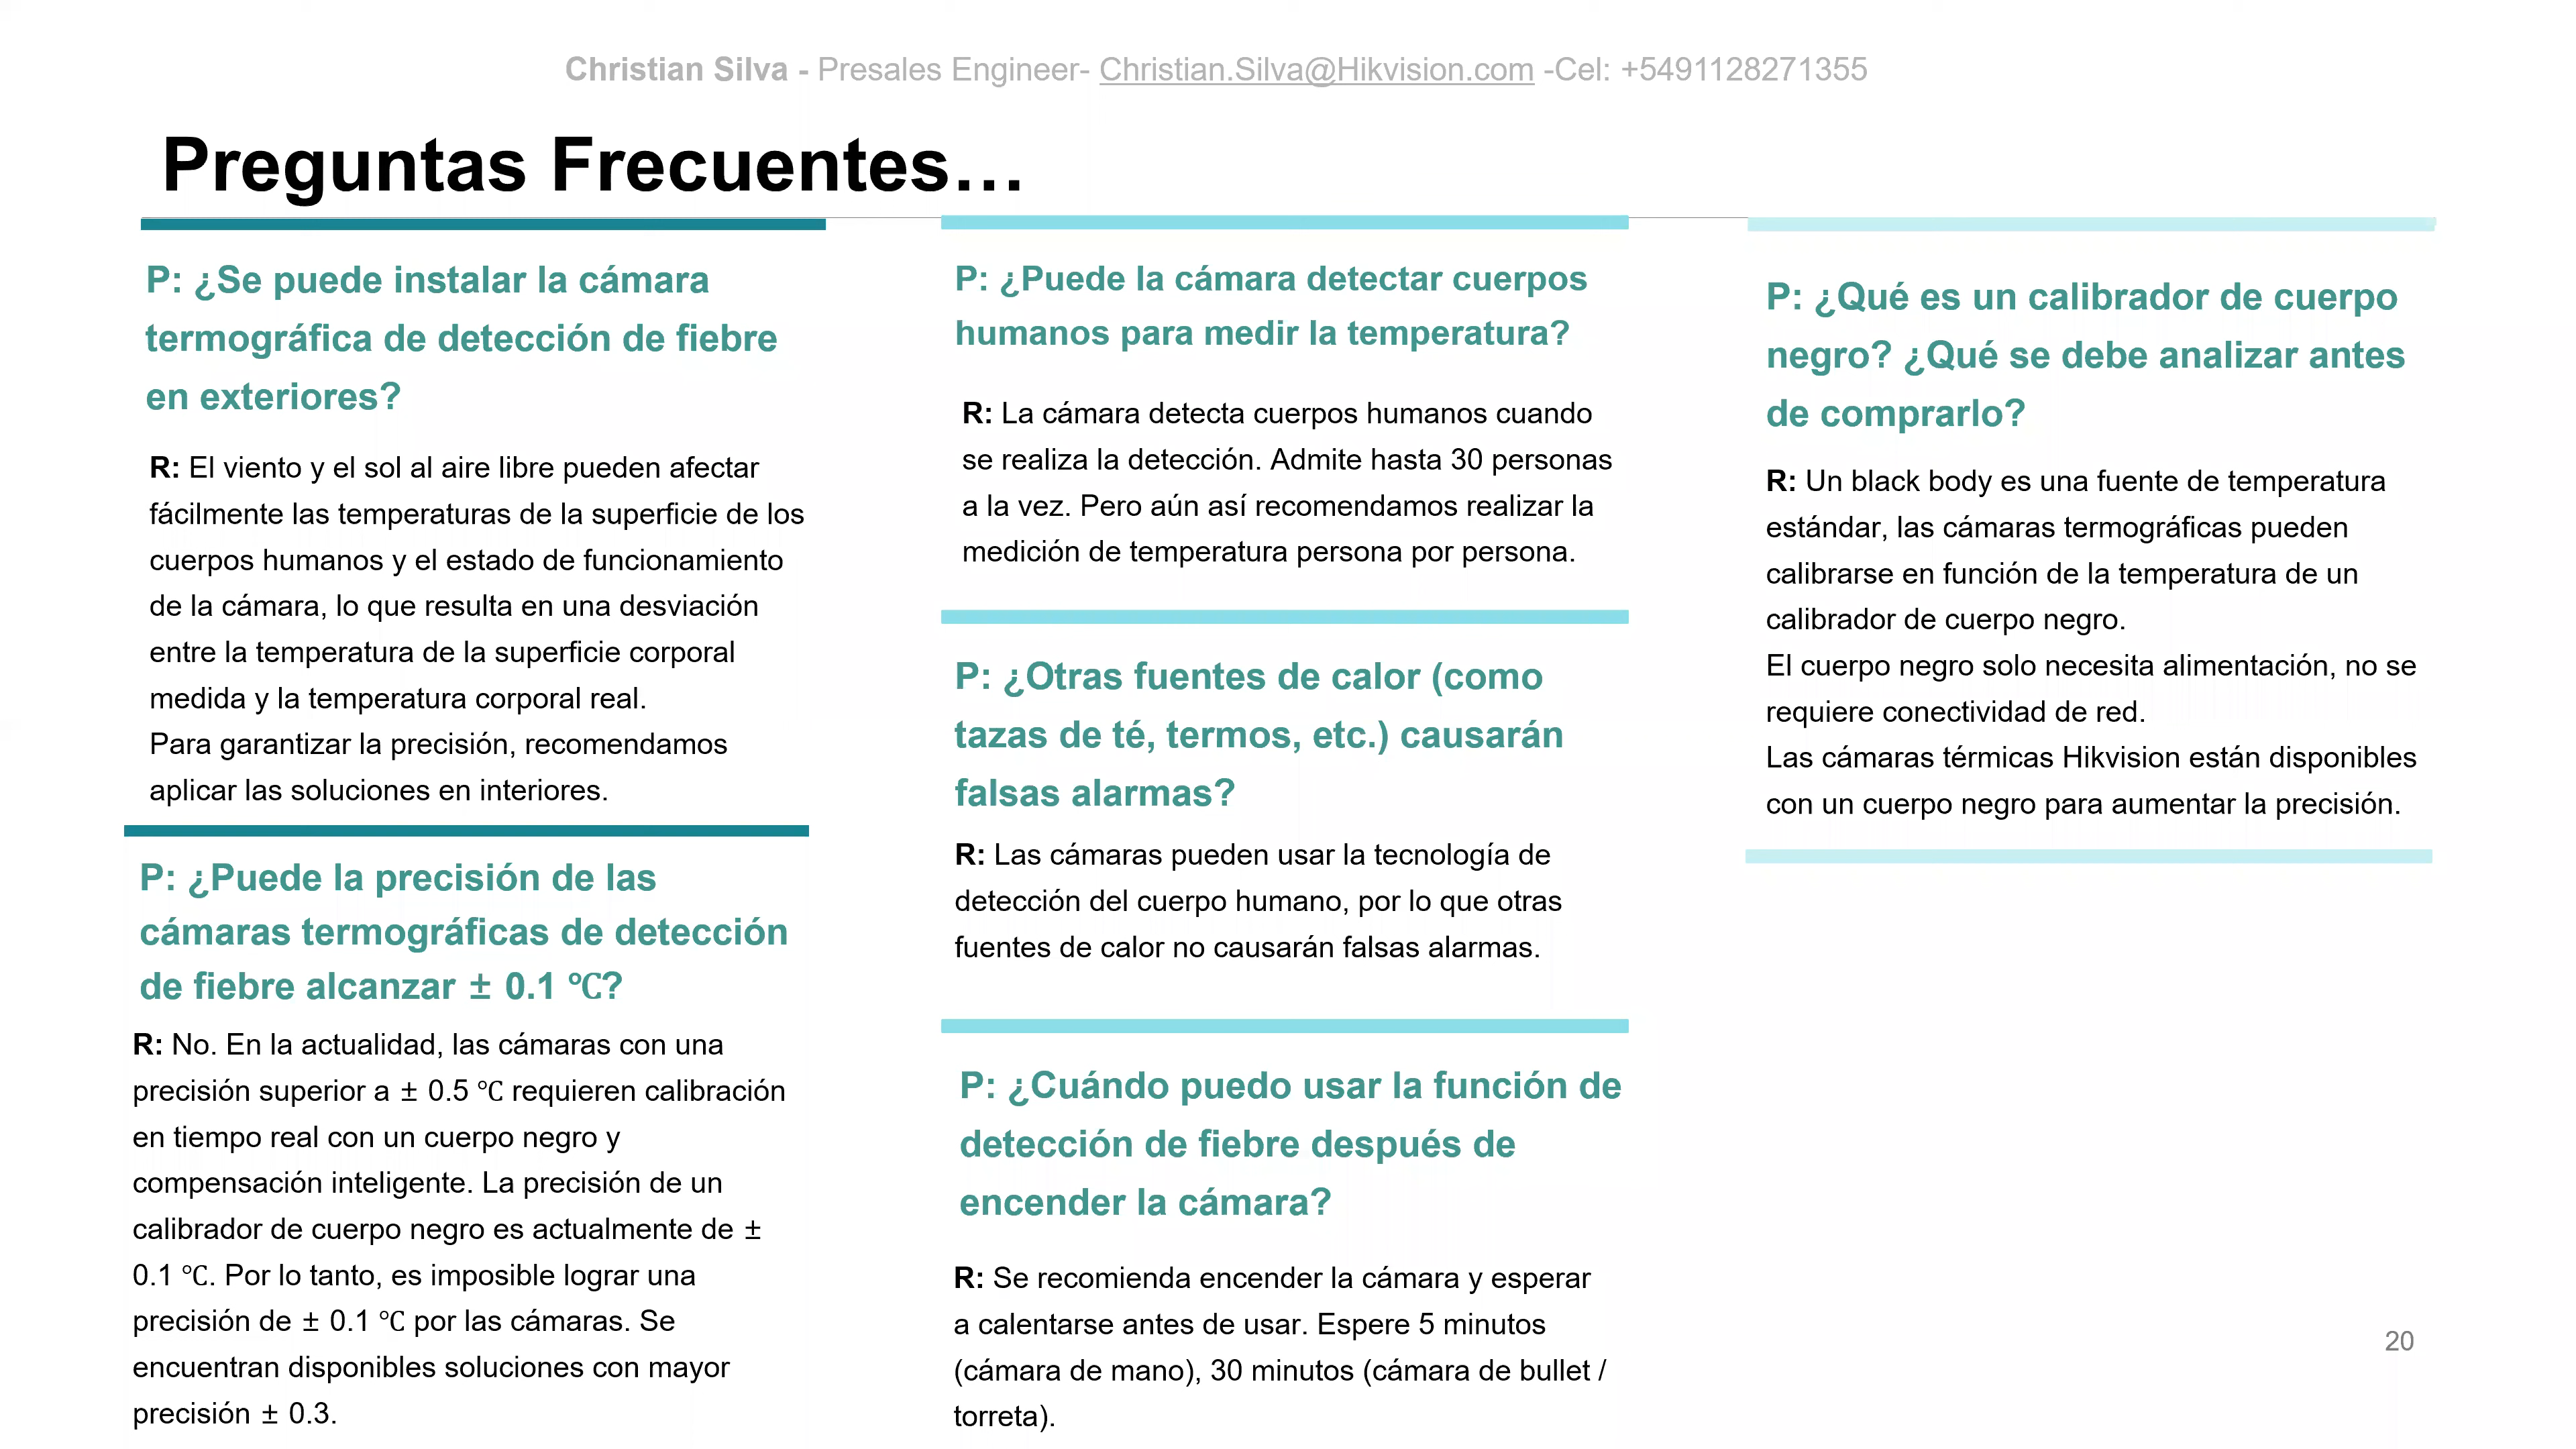 Christian Silva - Presales Engineer- Christian.Silva@Hikvision.com -Cel: +5491128271355
Preguntas Frecuentes…
P: ¿Se puede instalar la cámara
termográfica de detección de fiebre
en exteriores?
R: El viento y el sol al aire libre pueden afectar
fácilmente las temperaturas de la superficie de los
cuerpos humanos y el estado de funcionamiento
de la cámara, lo que resulta en una desviación
entre la temperatura de la superficie corporal
medida y la temperatura corporal real.
Para garantizar la precisión, recomendamos
aplicar las soluciones en interiores.
P: ¿Puede la precisión de las
cámaras termográficas de detección
de fiebre alcanzar ± 0.1 ℃?
R: No. En la actualidad, las cámaras con una
precisión superior a ± 0.5 ℃ requieren calibración
en tiempo real con un cuerpo negro y
compensación inteligente. La precisión de un
calibrador de cuerpo negro es actualmente de ±
0.1 ℃. Por lo tanto, es imposible lograr una
precisión de ± 0.1 ℃ por las cámaras. Se
encuentran disponibles soluciones con mayor
precisión ± 0.3.
P: ¿Puede la cámara detectar cuerpos
humanos para medir la temperatura?
R: La cámara detecta cuerpos humanos cuando
se realiza la detección. Admite hasta 30 personas
a la vez. Pero aún así recomendamos realizar la
medición de temperatura persona por persona.
P: ¿Otras fuentes de calor (como
tazas de té, termos, etc.) causarán
falsas alarmas?
R: Las cámaras pueden usar la tecnología de
detección del cuerpo humano, por lo que otras
fuentes de calor no causarán falsas alarmas.
P: ¿Cuándo puedo usar la función de
detección de fiebre después de
encender la cámara?
R: Se recomienda encender la cámara y esperar
a calentarse antes de usar. Espere 5 minutos
(cámara de mano), 30 minutos (cámara de bullet /
torreta).
P: ¿Qué es un calibrador de cuerpo
negro? ¿Qué se debe analizar antes
de comprarlo?
R: Un black body es una fuente de temperatura
estándar, las cámaras termográficas pueden
calibrarse en función de la temperatura de un
calibrador de cuerpo negro.
El cuerpo negro solo necesita alimentación, no se
requiere conectividad de red.
Las cámaras térmicas Hikvision están disponibles
con un cuerpo negro para aumentar la precisión.
20